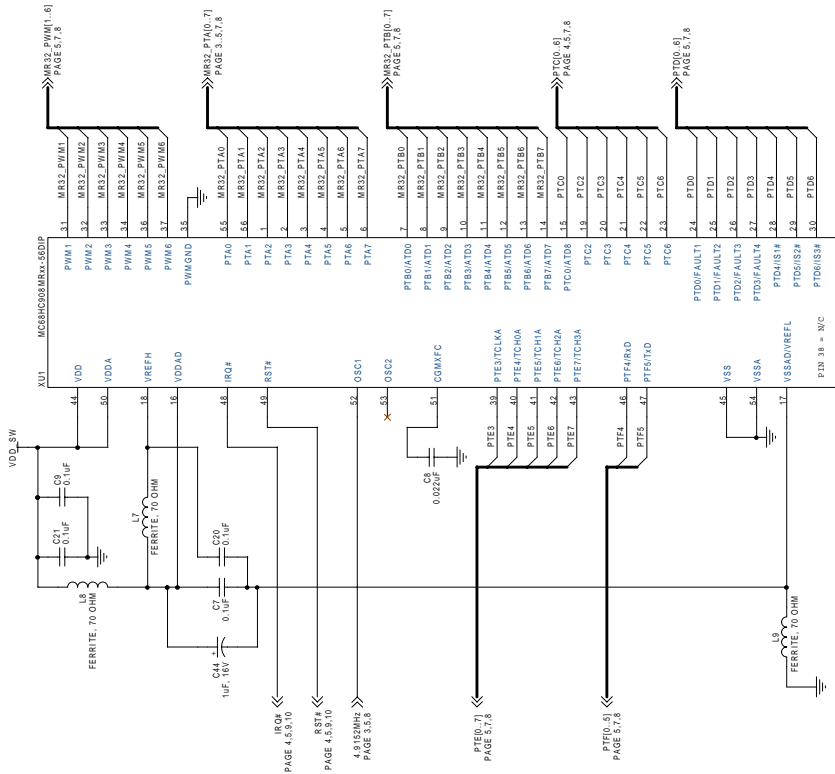 VDD_SW
C21
0.1uF
C9
0.1uF
L8
FERRITE, 70 OHM
L7
FERRITE, 70 OHM
C44
1uF, 16V
+
C7
0.1uF
C20
0.1uF
IRQ#
PAGE 4,5,9,10
RST#
PAGE 4,5,9,10
4.9152MHz
PAGE 3,5,8
C8
0.022uF
PTE[0..7]
PAGE 5,7,8
PTF[0..5]
PAGE 5,7,8
L9
FERRITE, 70 OHM
XU1
MC68HC908MRxx-56DIP
44 VDD
50 VDDA
18 VREFH
16 VDDAD
48 IRQ#
49 RST#
52 OSC1
53 OSC2
51 CGMXFC
PTE3 39 PTE3/TCLKA
PTE4 40 PTE4/TCH0A
PTE5 41 PTE5/TCH1A
PTE6 42 PTE6/TCH2A
PTE7 43 PTE7/TCH3A
PTF4 46 PTF4/RxD
PTF5 47 PTF5/TxD
45 VSS
54 VSSA
17 VSSAD/VREFL
PIN 38 = N/C
PWM1 31 MR32_PWM1
PWM2 32 MR32_PWM2
PWM3 33 MR32_PWM3
PWM4 34 MR32_PWM4
PWM5 36 MR32_PWM5
PWM6 37 MR32_PWM6
PWMGND 35
MR32_PWM[1..6]
PAGE 5,7,8
PTA0 55 MR32_PTA0
PTA1 56 MR32_PTA1
PTA2 1 MR32_PTA2
PTA3 2 MR32_PTA3
PTA4 3 MR32_PTA4
PTA5 4 MR32_PTA5
PTA6 5 MR32_PTA6
PTA7 6 MR32_PTA7
MR32_PTA[0..7]
PAGE 3..5,7,8
PTB0/ATD0 7 MR32_PTB0
PTB1/ATD1 8 MR32_PTB1
PTB2/ATD2 9 MR32_PTB2
PTB3/ATD3 10 MR32_PTB3
PTB4/ATD4 11 MR32_PTB4
PTB5/ATD5 12 MR32_PTB5
PTB6/ATD6 13 MR32_PTB6
PTB7/ATD7 14 MR32_PTB7
MR32_PTB[0..7]
PAGE 5,7,8
PTC0/ATD8 15 PTC0
PTC2 19 PTC2
PTC3 20 PTC3
PTC4 21 PTC4
PTC5 22 PTC5
PTC6 23 PTC6
PTC[0..6]
PAGE 4,5,7,8
PTD0/FAULT1 24 PTD0
PTD1/FAULT2 25 PTD1
PTD2/FAULT3 26 PTD2
PTD3/FAULT4 27 PTD3
PTD4/IS1# 28 PTD4
PTD5/IS2# 29 PTD5
PTD6/IS3# 30 PTD6
PTD[0..6]
PAGE 5,7,8